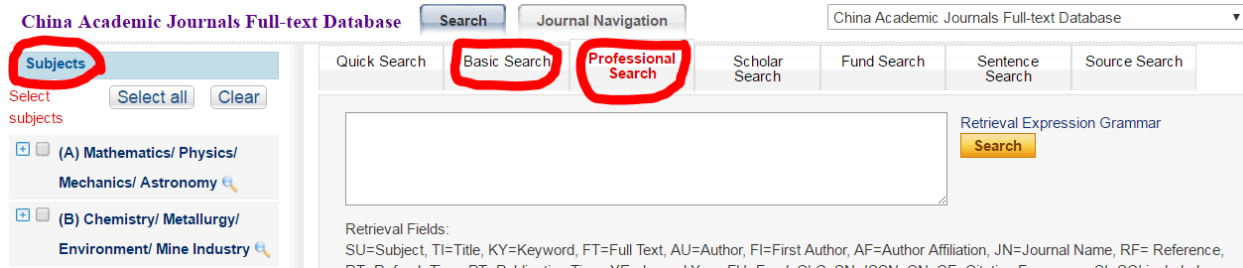 China Academic Journals Full-text Database
Search
Journal Navigation
China Academic Journals Full-text Database
Subjects
Select subjects
Select all
Clear
(A) Mathematics/ Physics/
Mechanics/ Astronomy
(B) Chemistry/ Metallurgy/
Environment/ Mine Industry
Quick Search
Basic Search
Professional
Search
Scholar
Search
Fund Search
Sentence
Search
Source Search
Retrieval Expression Grammar
Search
Retrieval Fields:
SU=Subject, TI=Title, KY=Keyword, FT=Full Text, AU=Author, FI=First Author, AF=Author Affiliation, JN=Journal Name, RF= Reference,